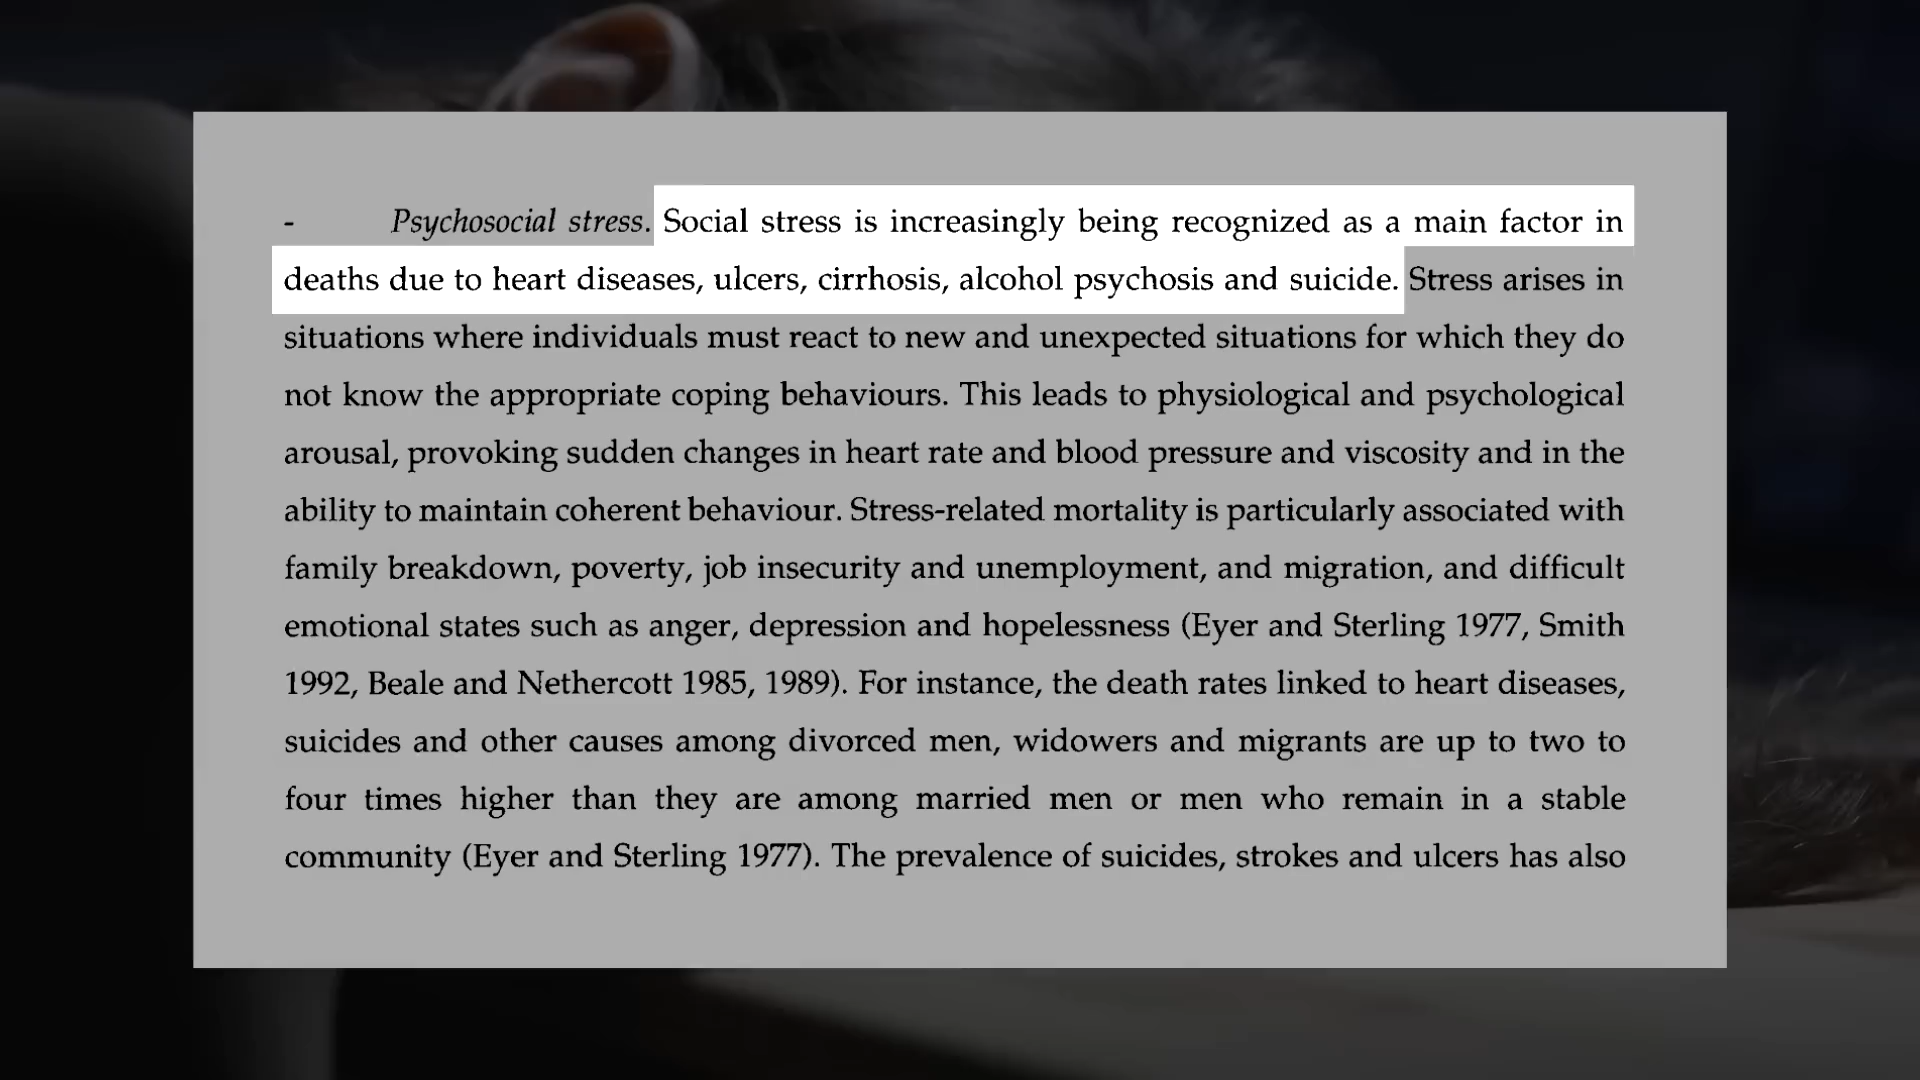 - Psychosocial stress. Social stress is increasingly being recognized as a main factor in
deaths due to heart diseases, ulcers, cirrhosis, alcohol psychosis and suicide. Stress arises in
situations where individuals must react to new and unexpected situations for which they do
not know the appropriate coping behaviours. This leads to physiological and psychological
arousal, provoking sudden changes in heart rate and blood pressure and viscosity and in the
ability to maintain coherent behaviour. Stress-related mortality is particularly associated with
family breakdown, poverty, job insecurity and unemployment, and migration, and difficult
emotional states such as anger, depression and hopelessness (Eyer and Sterling 1977, Smith
1992, Beale and Nethercott 1985, 1989). For instance, the death rates linked to heart diseases,
suicides and other causes among divorced men, widowers and migrants are up to two to
four times higher than they are among married men or men who remain in a stable
community (Eyer and Sterling 1977). The prevalence of suicides, strokes and ulcers has also